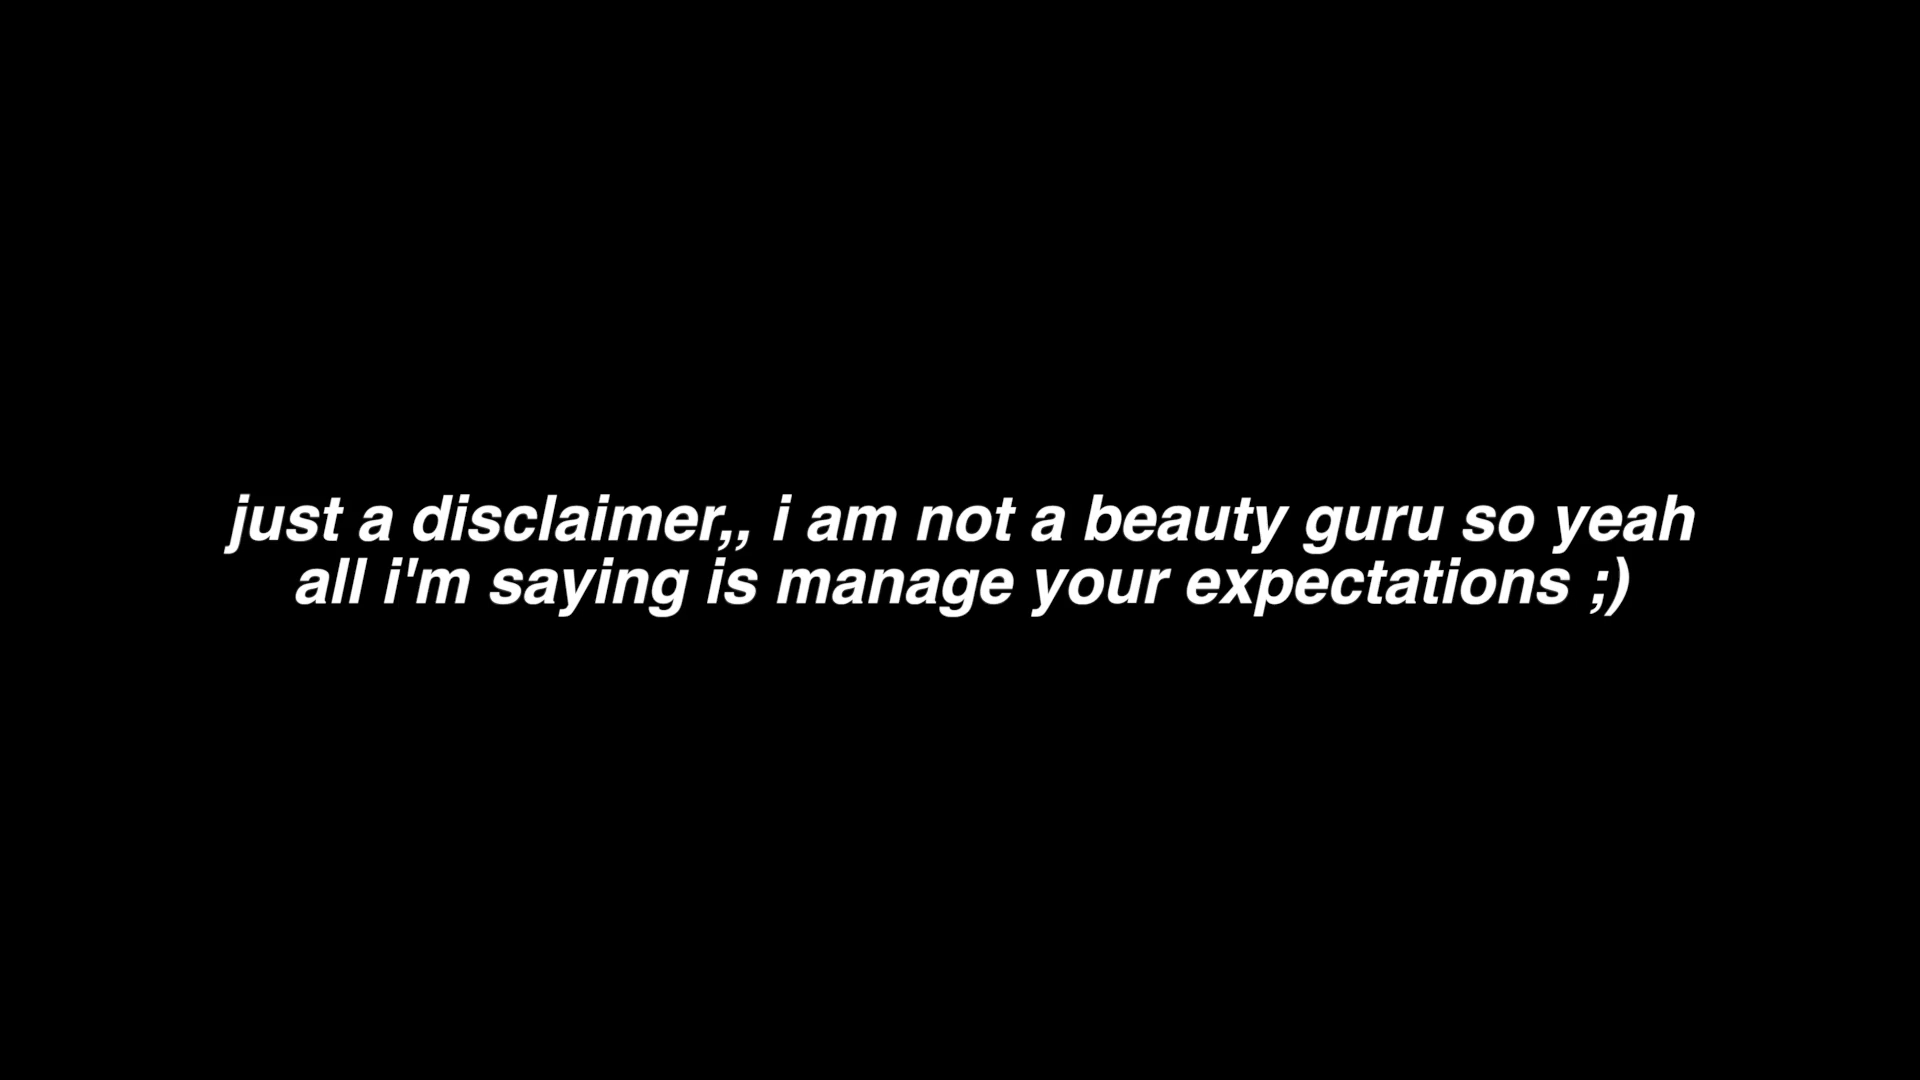 just a disclaimer,, i am not a beauty guru so yeah
all i'm saying is manage your expectations ;)